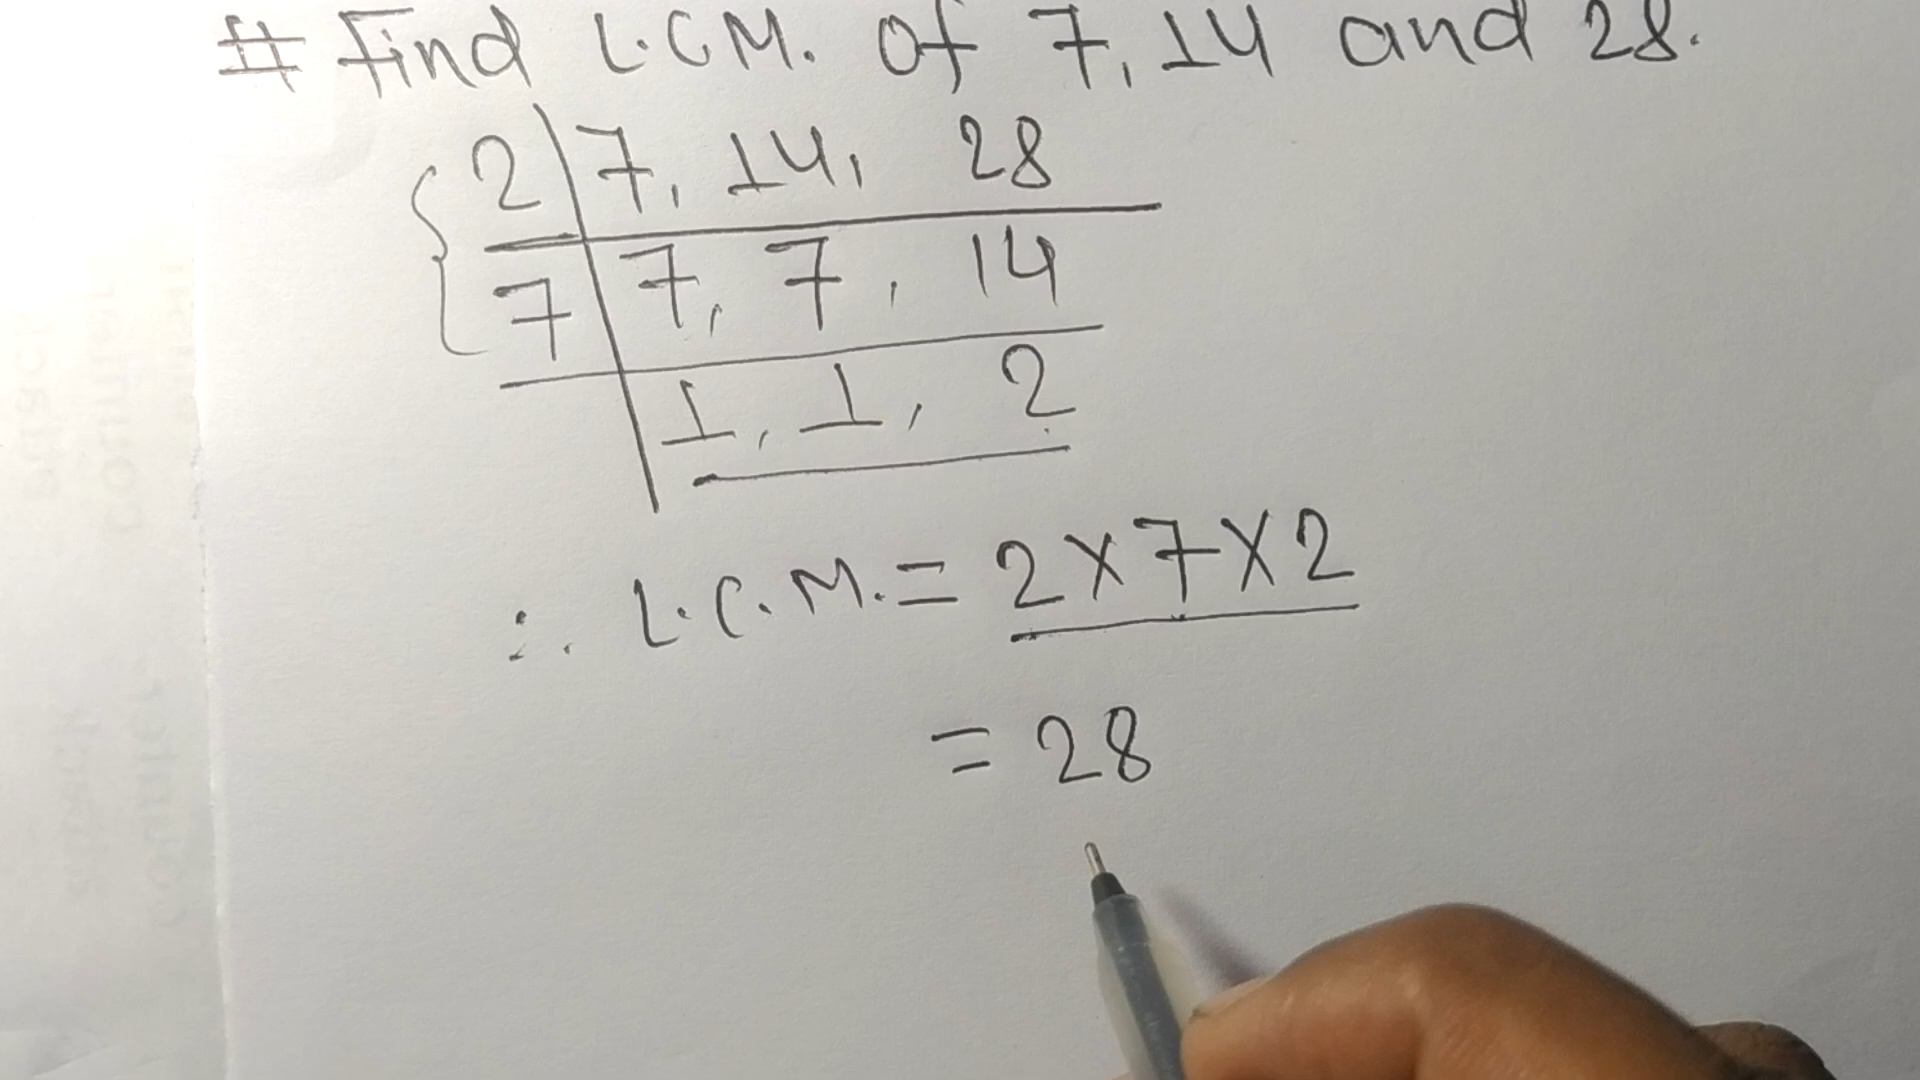 # Find L.C.M. of 7, 14 and 28.
2 | 7, 14, 28
7 | 7, 7, 14
1, 1, 2
∴ L.C.M. = 2×7×2
= 28